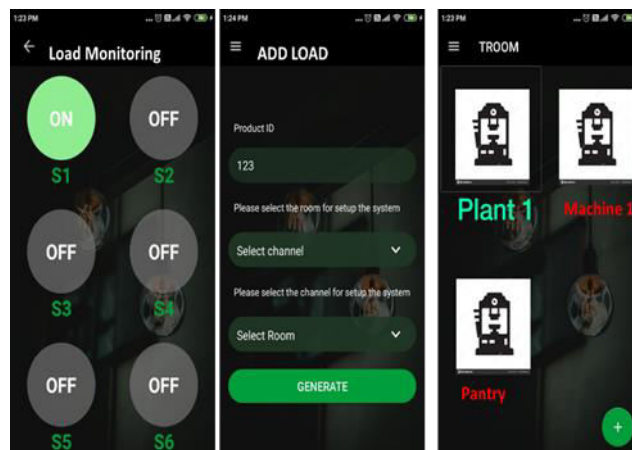 1:23 PM
Load Monitoring
ON
OFF
S1
S2
OFF
OFF
S3
S4
OFF
OFF
S5
S6
1:24 PM
ADD LOAD
Product ID
123
Please select the room for setup the system
Select channel
Please select the channel for setup the system
Select Room
GENERATE
1:23 PM
TROOM
Plant 1
Machine 1
Pantry
+